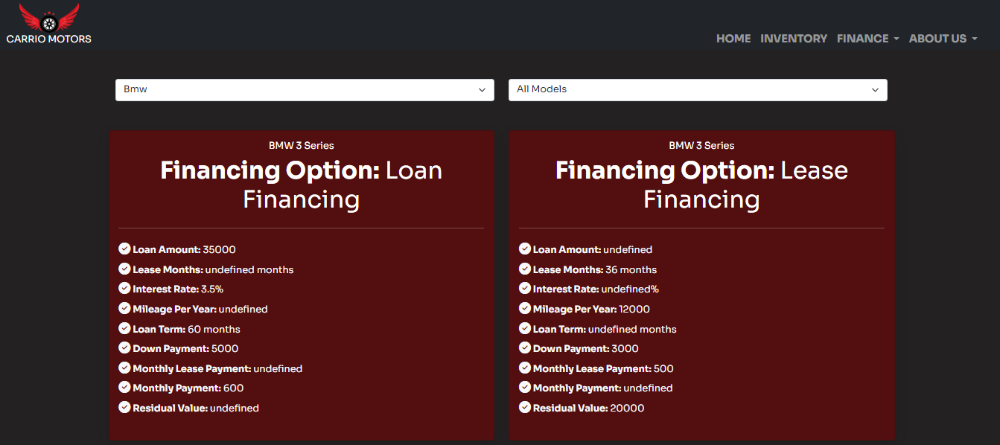 CARRIO MOTORS
HOME INVENTORY FINANCE ABOUT US
Bmw
All Models
BMW 3 Series
Financing Option: Loan
Financing
Loan Amount: 35000
Lease Months: undefined months
Interest Rate: 3.5%
Mileage Per Year: undefined
Loan Term: 60 months
Down Payment: 5000
Monthly Lease Payment: undefined
Monthly Payment: 600
Residual Value: undefined
BMW 3 Series
Financing Option: Lease
Financing
Loan Amount: undefined
Lease Months: 36 months
Interest Rate: undefined%
Mileage Per Year: 12000
Loan Term: undefined months
Down Payment: 3000
Monthly Lease Payment: 500
Monthly Payment: undefined
Residual Value: 20000